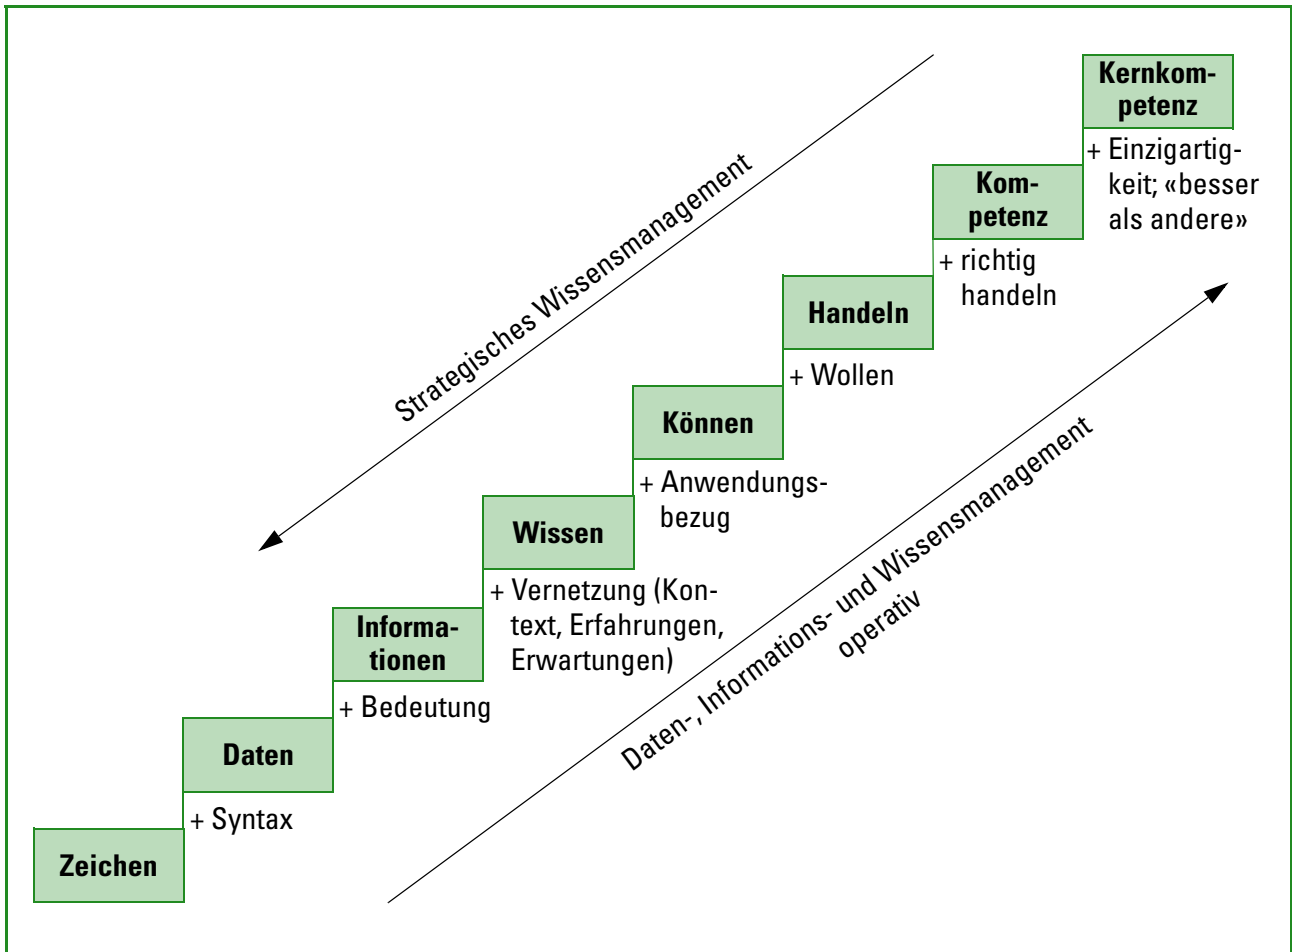 Kernkom-
petenz
+ Einzigartig-
keit; «besser
als andere»
Kom-
petenz
+ richtig
handeln
Strategisches Wissensmanagement
Handeln
+ Wollen
Können
+ Anwendungs-
bezug
Wissen
+ Vernetzung (Kon-
text, Erfahrungen,
Erwartungen)
Daten-, Informations- und Wissensmanagement
operativ
Informa-
tionen
+ Bedeutung
Daten
+ Syntax
Zeichen